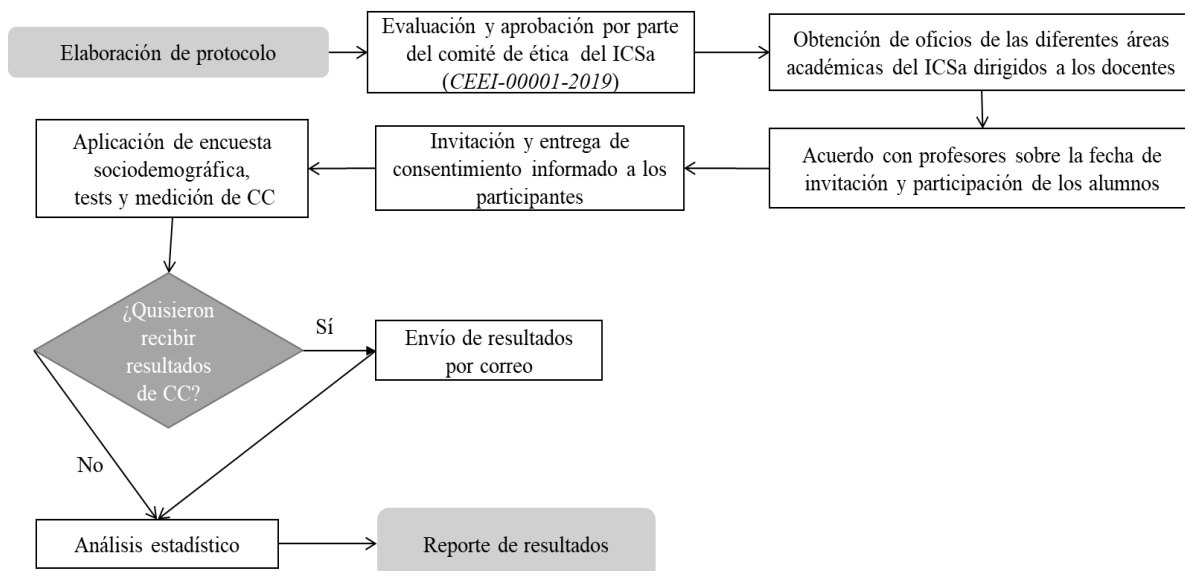 Elaboración de protocolo
Evaluación y aprobación por parte
del comité de ética del ICSa
(CEEI-00001-2019)
Obtención de oficios de las diferentes áreas
académicas del ICSa dirigidos a los docentes
Acuerdo con profesores sobre la fecha de
invitación y participación de los alumnos
Invitación y entrega de
consentimiento informado a los
participantes
Aplicación de encuesta
sociodemográfica,
tests y medición de CC
¿Quisieron
recibir
resultados
de CC?
Sí
Envío de resultados
por correo
No
Análisis estadístico
Reporte de resultados